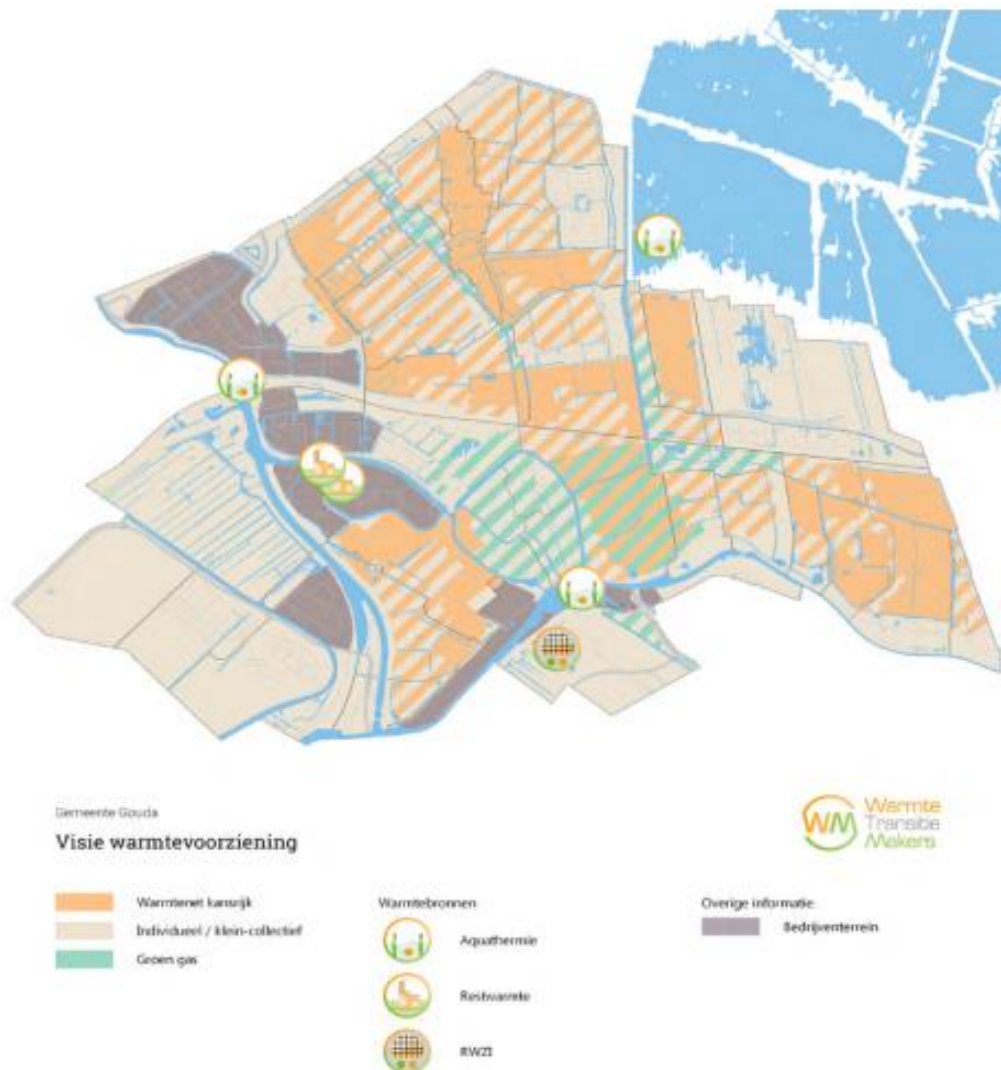 Gemeente Gouda
Visie warmtevoorziening
WM Warmte
Transitie
Makers
Warmtenet kansrijk
Individueel / klein-collectief
Groen gas
Warmtebronnen
Aquathermie
Restwarmte
RWZI
Overige informatie
Bedrijventerrein